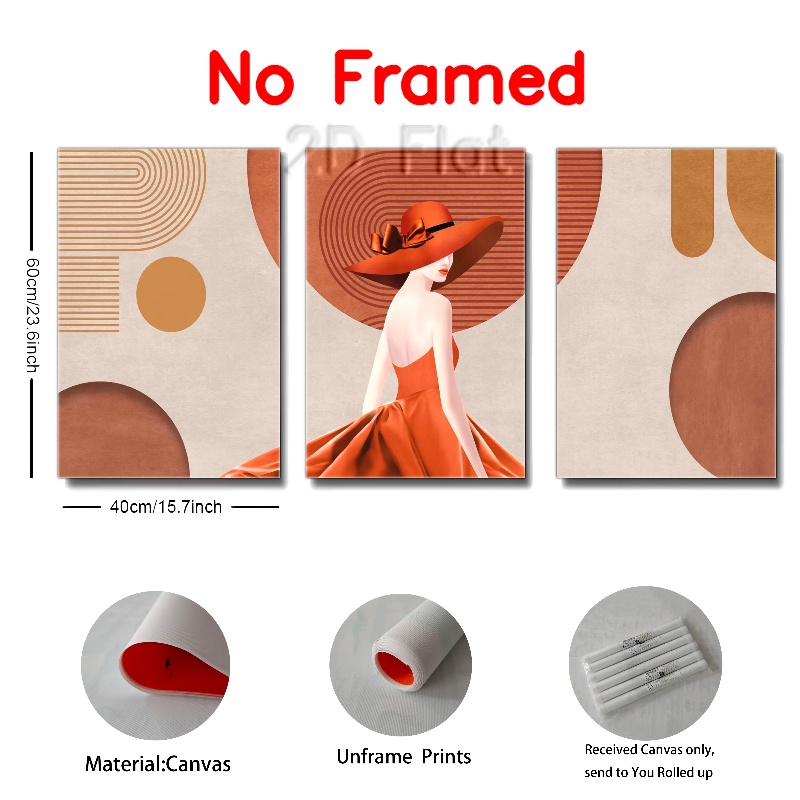 No Framed
2D Flat
60cm/23.6inch
40cm/15.7inch
Material:Canvas
Unframe Prints
Received Canvas only,
send to You Rolled up